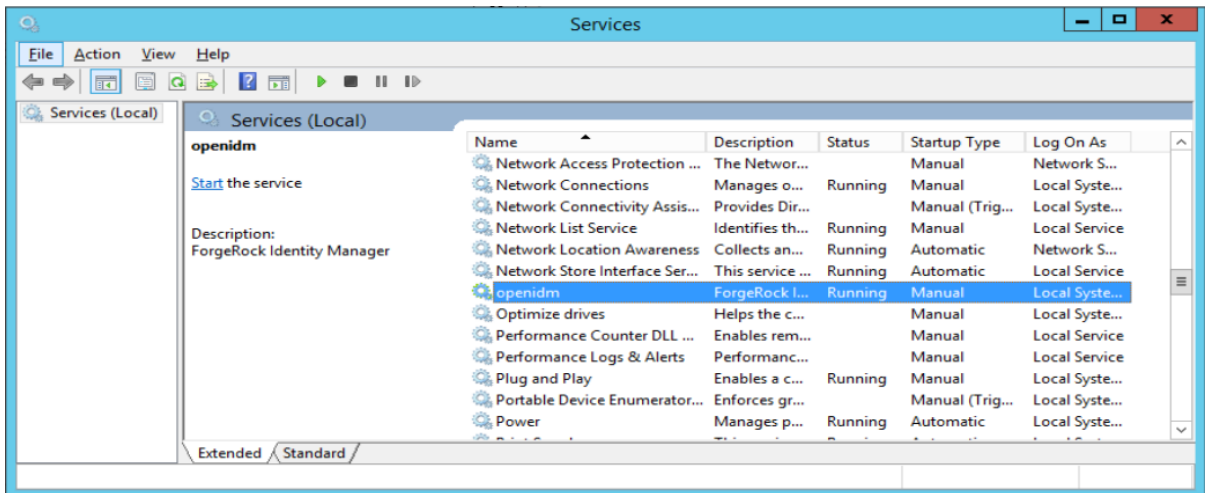 Services
File Action View Help
Services (Local)
Services (Local)
openidm
Start the service
Description:
ForgeRock Identity Manager
Name Description Status Startup Type Log On As
Network Access Protection ... The Networ... Manual Network S...
Network Connections Manages o... Running Manual Local Syste...
Network Connectivity Assis... Provides Dir... Manual (Trig... Local Syste...
Network List Service Identifies th... Running Manual Local Service
Network Location Awareness Collects an... Running Automatic Network S...
Network Store Interface Ser... This service ... Running Automatic Local Service
openidm ForgeRock I... Running Manual Local Syste...
Optimize drives Helps the c... Manual Local Syste...
Performance Counter DLL ... Enables rem... Manual Local Service
Performance Logs & Alerts Performanc... Manual Local Service
Plug and Play Enables a c... Running Manual Local Syste...
Portable Device Enumerator... Enforces gr... Manual (Trig... Local Syste...
Power Manages p... Running Automatic Local Syste...
Extended Standard